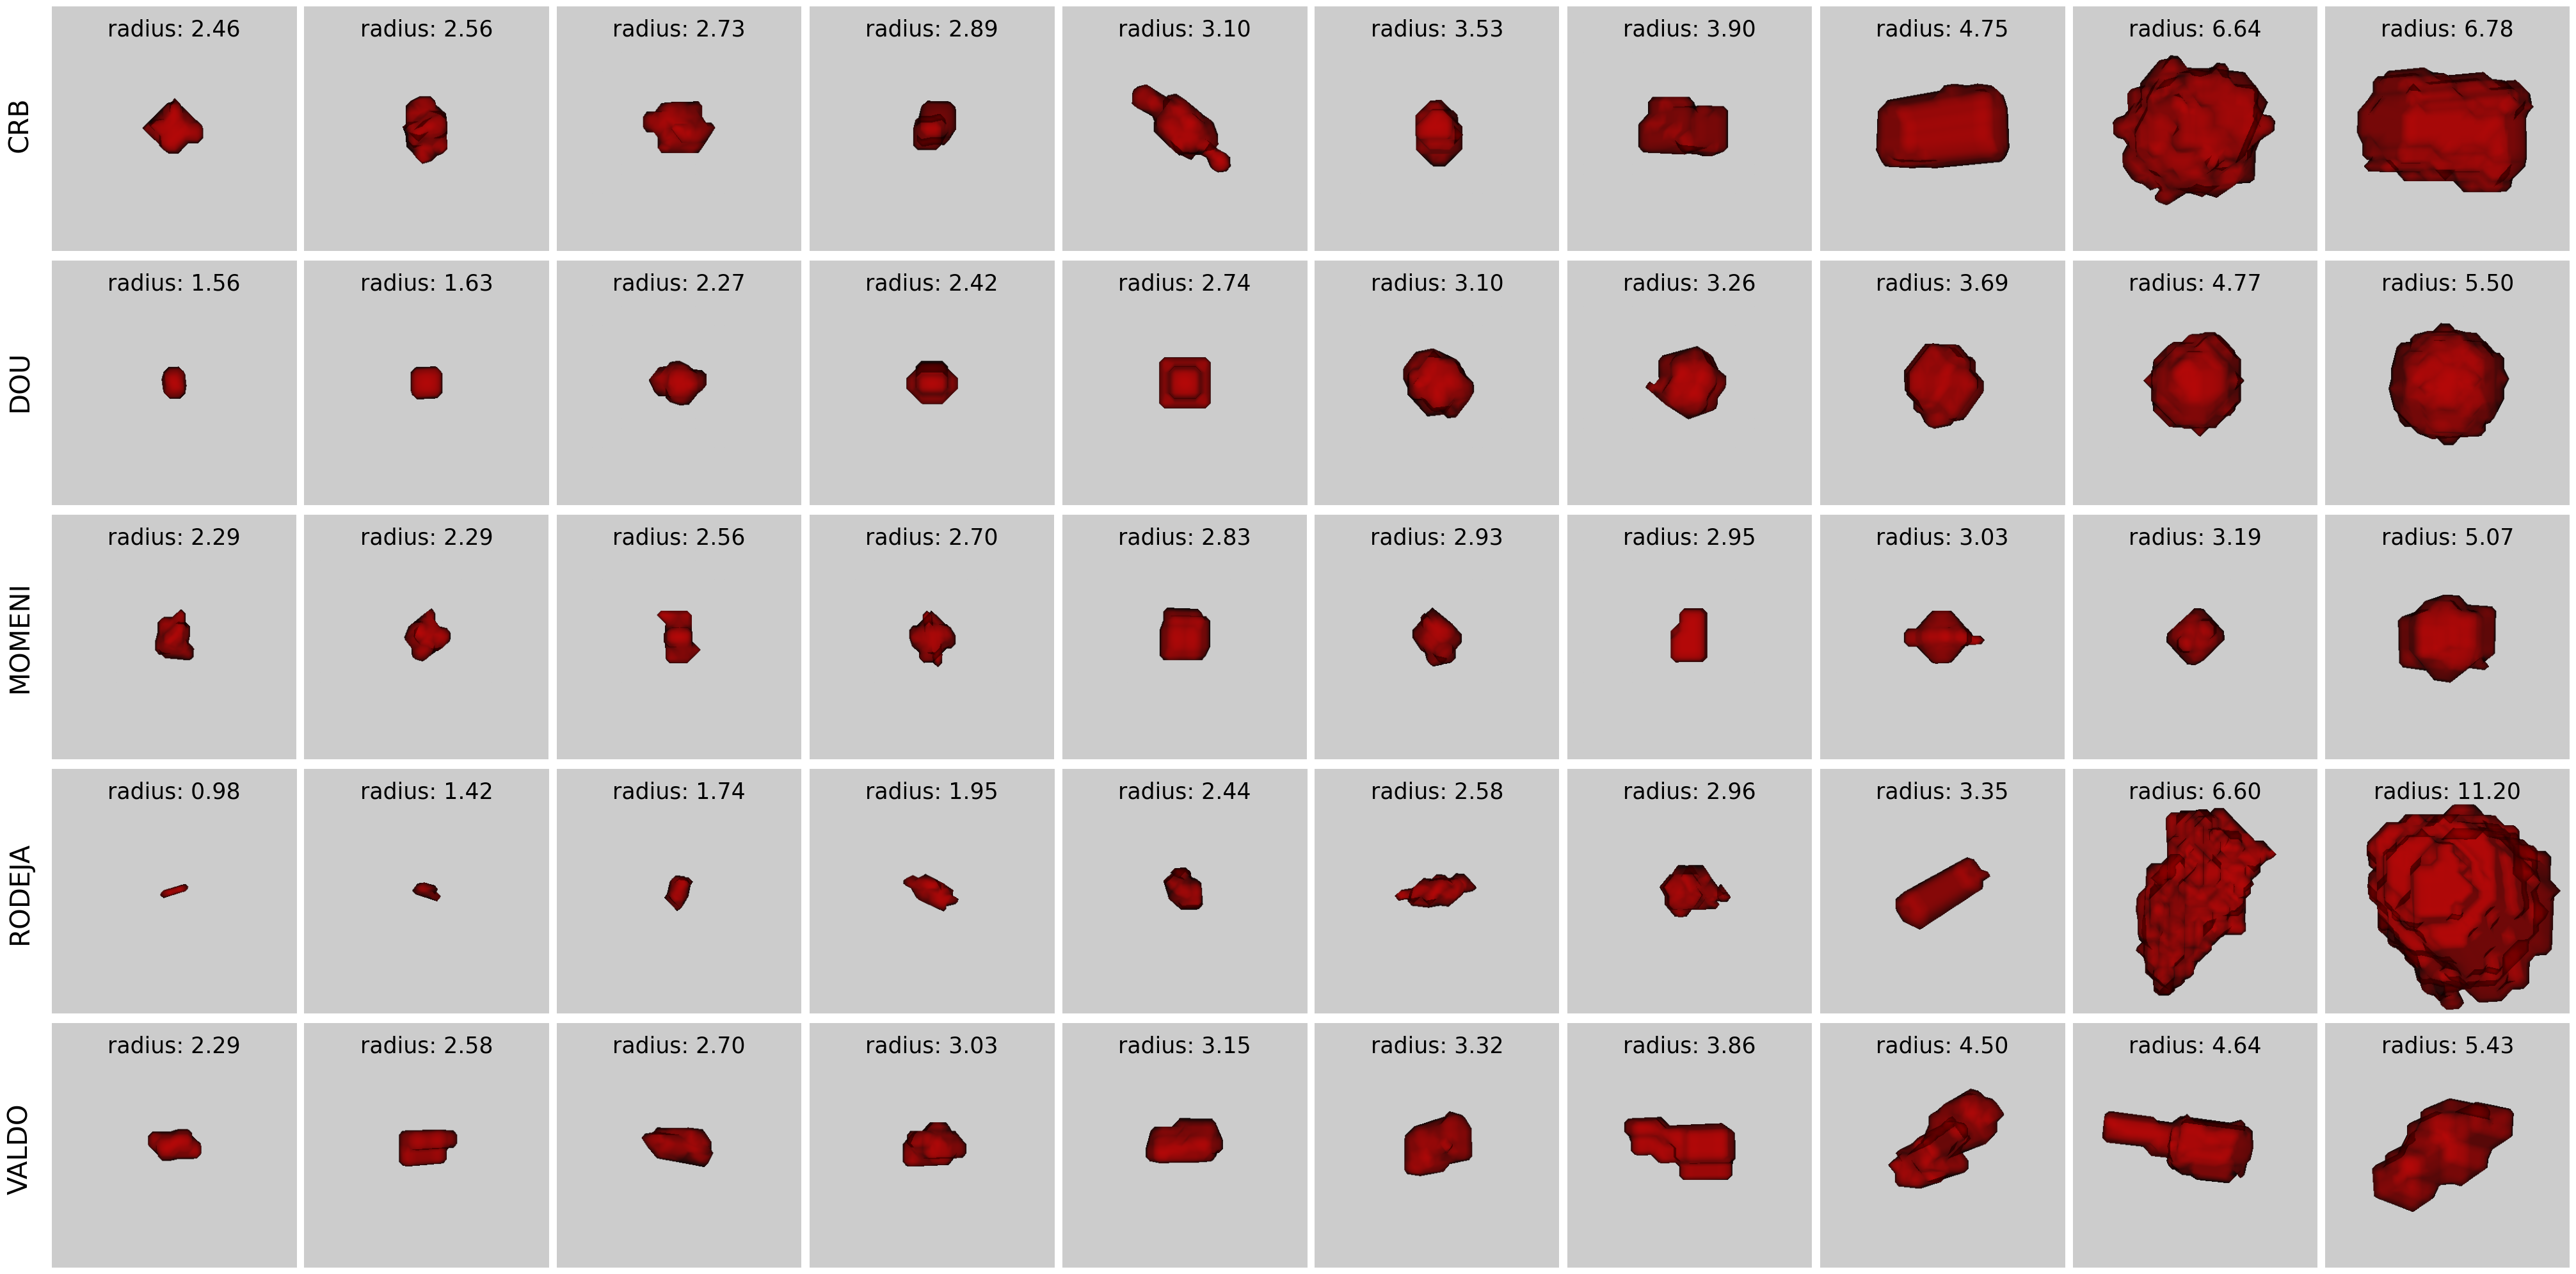 CRB
radius: 2.46
radius: 2.56
radius: 2.73
radius: 2.89
radius: 3.10
radius: 3.53
radius: 3.90
radius: 4.75
radius: 6.64
radius: 6.78
DOU
radius: 1.56
radius: 1.63
radius: 2.27
radius: 2.42
radius: 2.74
radius: 3.10
radius: 3.26
radius: 3.69
radius: 4.77
radius: 5.50
MOMENI
radius: 2.29
radius: 2.29
radius: 2.56
radius: 2.70
radius: 2.83
radius: 2.93
radius: 2.95
radius: 3.03
radius: 3.19
radius: 5.07
RODEJA
radius: 0.98
radius: 1.42
radius: 1.74
radius: 1.95
radius: 2.44
radius: 2.58
radius: 2.96
radius: 3.35
radius: 6.60
radius: 11.20
VALDO
radius: 2.29
radius: 2.58
radius: 2.70
radius: 3.03
radius: 3.15
radius: 3.32
radius: 3.86
radius: 4.50
radius: 4.64
radius: 5.43